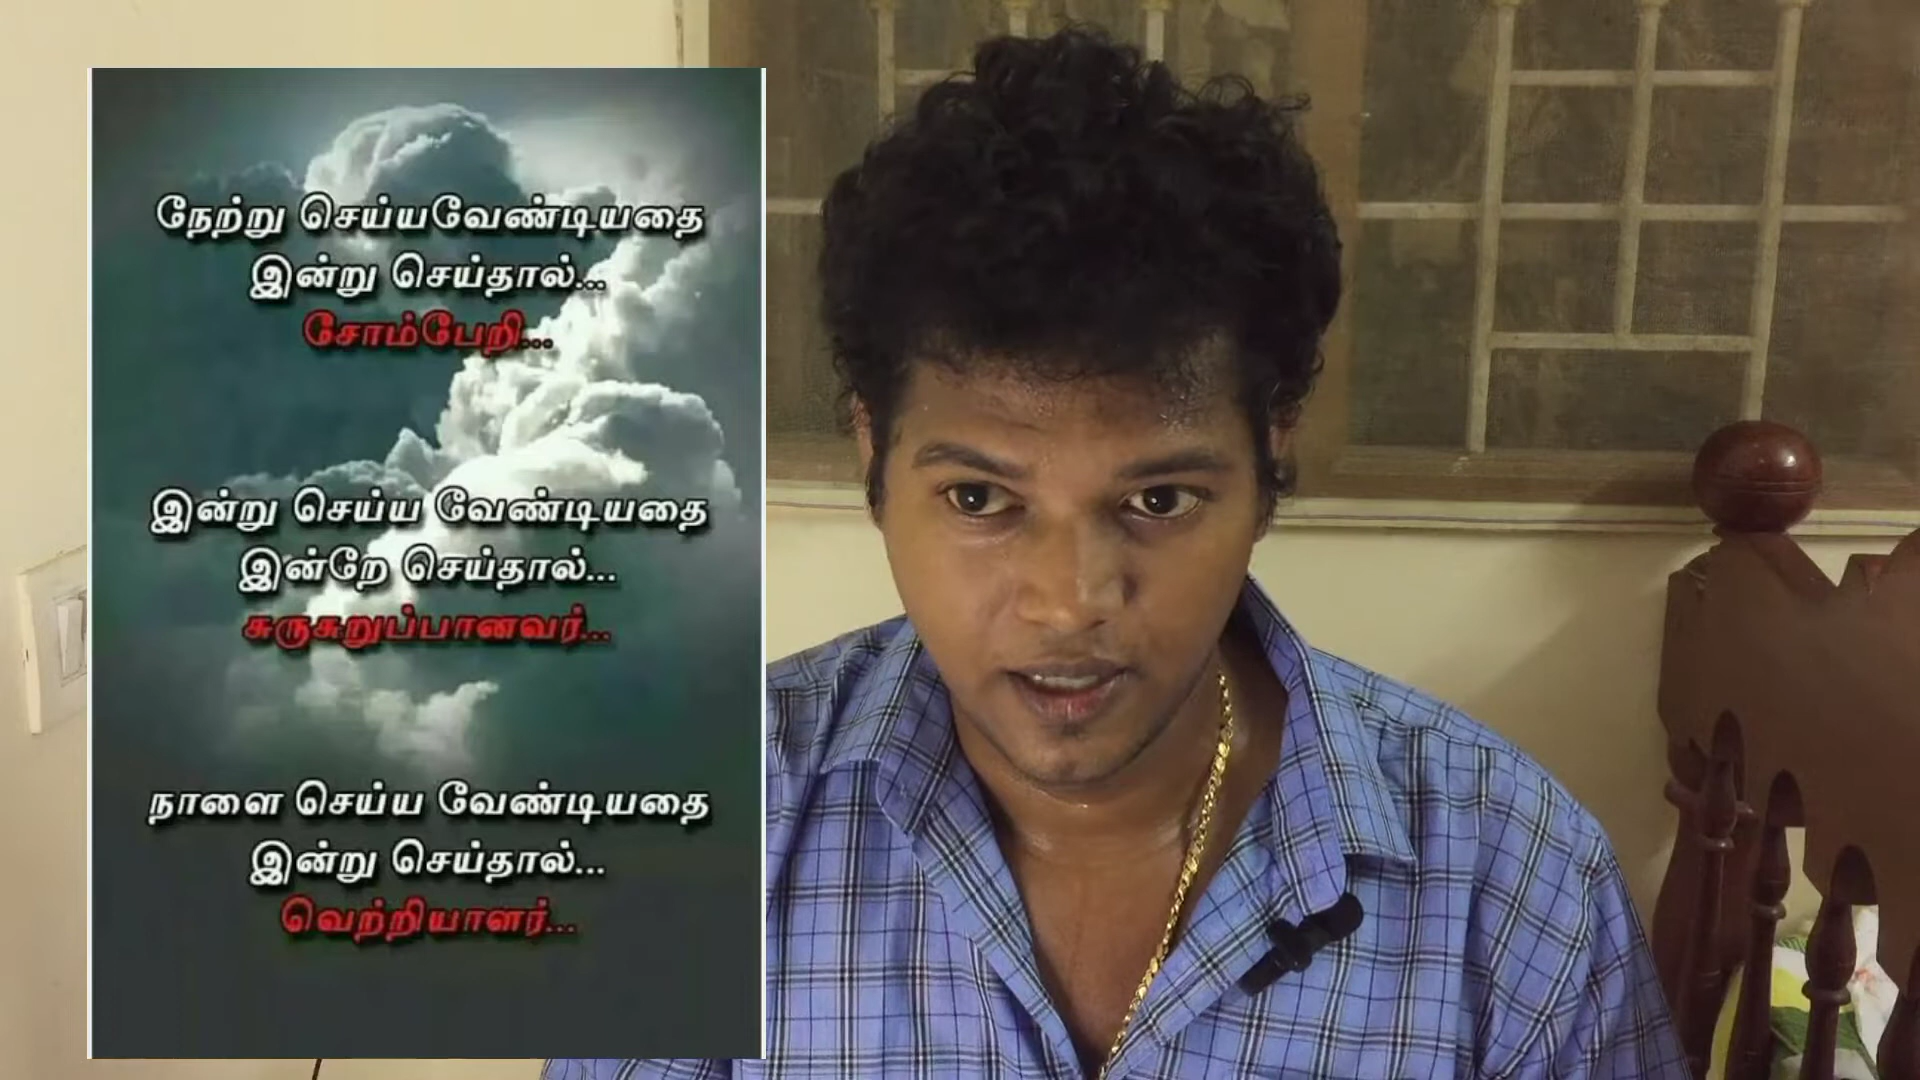 நேற்று செய்யவேண்டியதை
இன்று செய்தால்...
சோம்பேறி...
இன்று செய்ய வேண்டியதை
இன்றே செய்தால்...
சுருசுறுப்பானவர்...
நாளை செய்ய வேண்டியதை
இன்று செய்தால்...
வெற்றியாளர்...